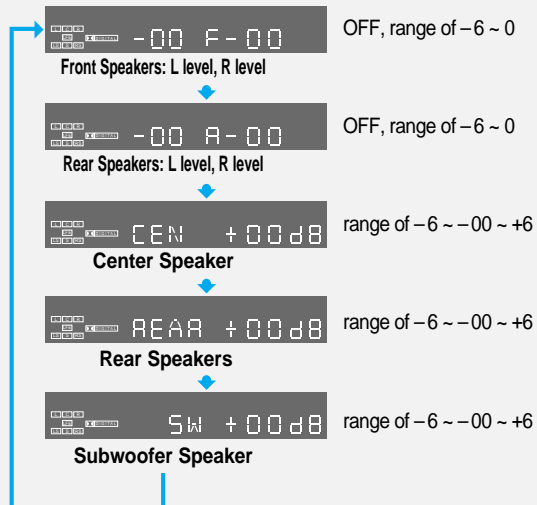 -00 F-00 OFF, range of –6 ~ 0
Front Speakers: L level, R level
-00 R-00 OFF, range of –6 ~ 0
Rear Speakers: L level, R level
CEN +00dB range of –6 ~ –00 ~ +6
Center Speaker
REAR +00dB range of –6 ~ –00 ~ +6
Rear Speakers
SW +00dB range of –6 ~ –00 ~ +6
Subwoofer Speaker